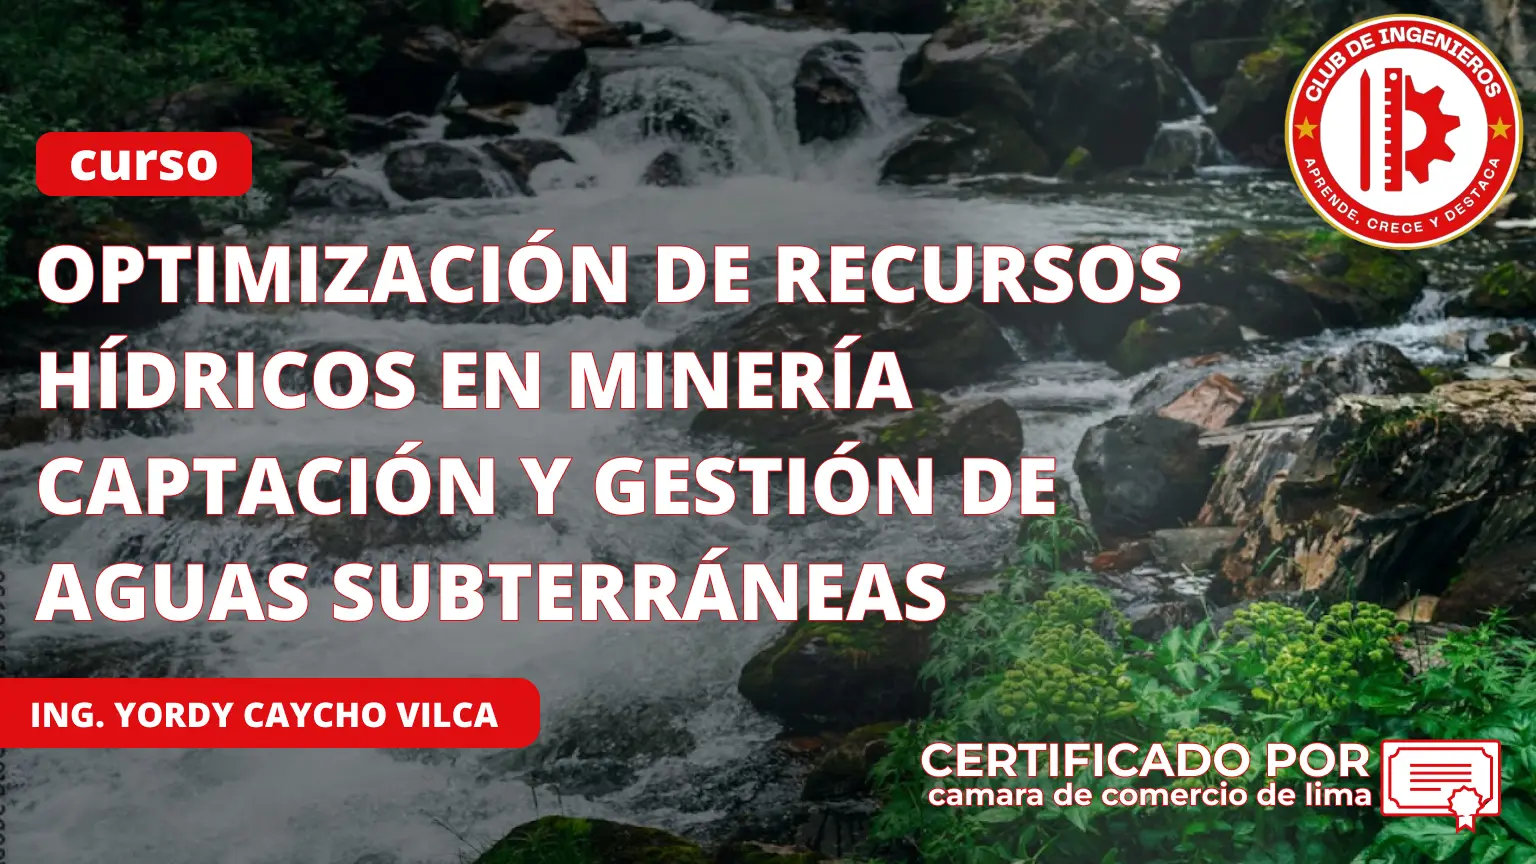 CLUB DE INGENIEROS
APRENDE, CRECE Y DESTACA
curso
OPTIMIZACIÓN DE RECURSOS
HÍDRICOS EN MINERÍA
CAPTACIÓN Y GESTIÓN DE
AGUAS SUBTERRÁNEAS
ING. YORDY CAYCHO VILCA
CERTIFICADO POR
camara de comercio de lima